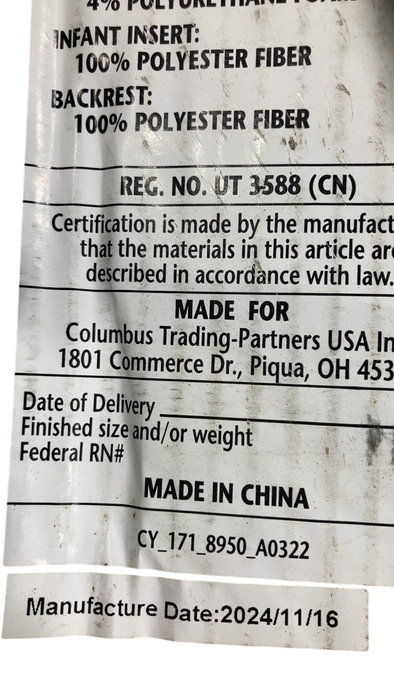 4% POLYURETHANE
INFANT INSERT:
100% POLYESTER FIBER
BACKREST:
100% POLYESTER FIBER
REG. NO. UT 3588 (CN)
Certification is made by the manufact
that the materials in this article are
described in accordance with law.
MADE FOR
Columbus Trading-Partners USA In
1801 Commerce Dr., Piqua, OH 453
Date of Delivery
Finished size and/or weight
Federal RN#
MADE IN CHINA
CY_171_8950_A0322
Manufacture Date:2024/11/16